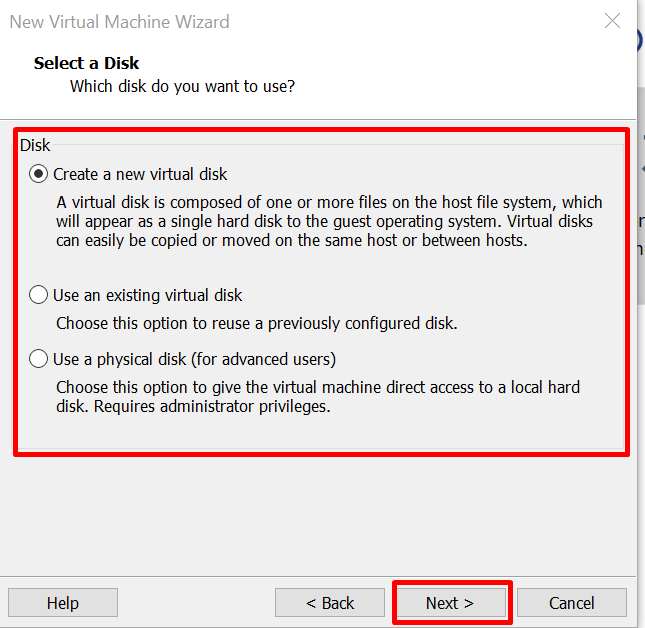 New Virtual Machine Wizard
Select a Disk
Which disk do you want to use?
Disk
Create a new virtual disk
A virtual disk is composed of one or more files on the host file system, which
will appear as a single hard disk to the guest operating system. Virtual disks
can easily be copied or moved on the same host or between hosts.
Use an existing virtual disk
Choose this option to reuse a previously configured disk.
Use a physical disk (for advanced users)
Choose this option to give the virtual machine direct access to a local hard
disk. Requires administrator privileges.
Help
< Back
Next >
Cancel